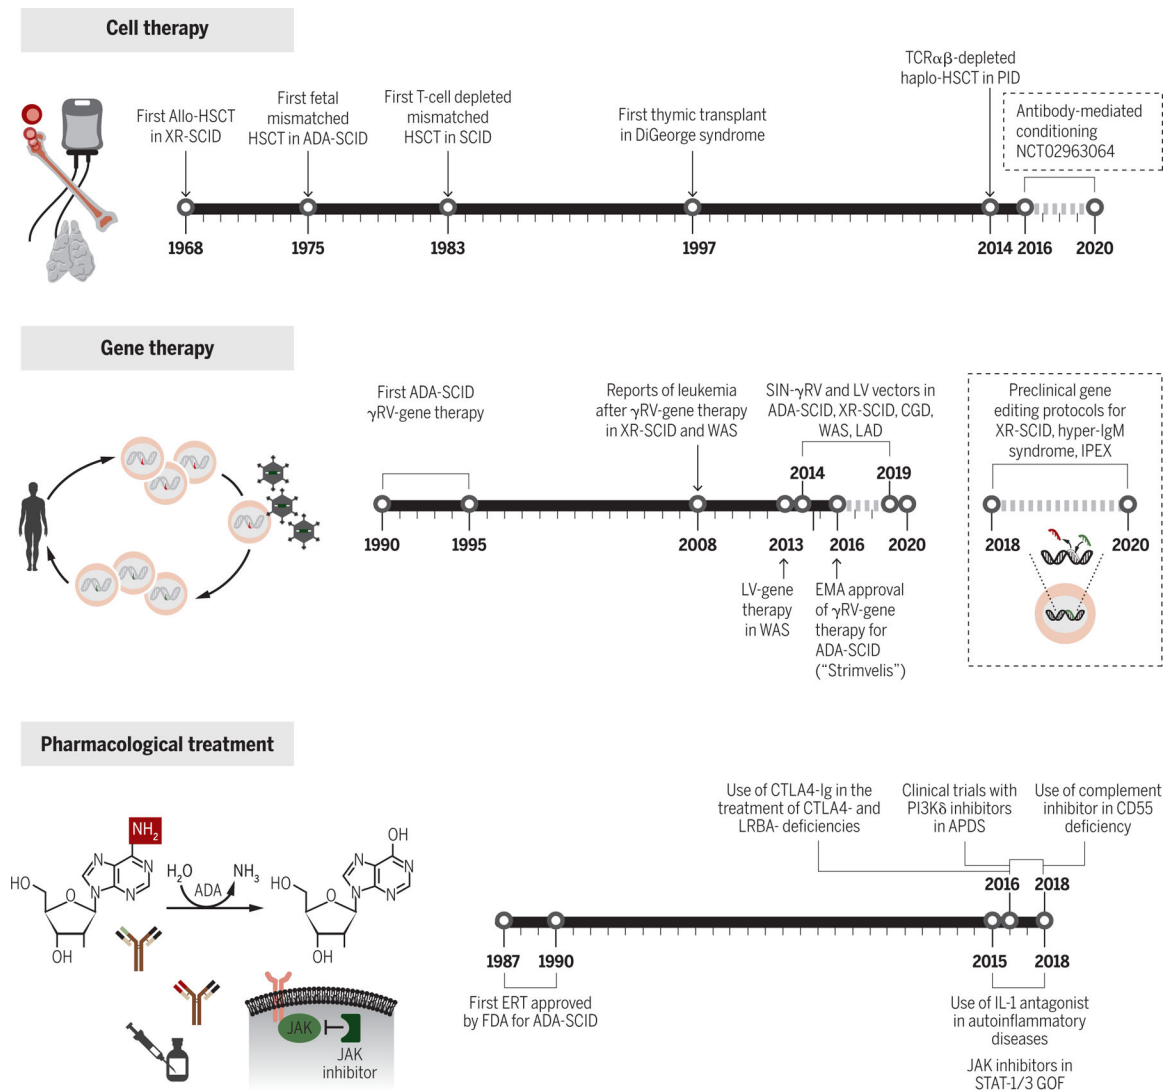 Cell therapy
First Allo-HSCT
in XR-SCID
First fetal
mismatched
HSCT in ADA-SCID
First T-cell depleted
mismatched
HSCT in SCID
First thymic transplant
in DiGeorge syndrome
TCRαβ-depleted
haplo-HSCT in PID
Antibody-mediated
conditioning
NCT02963064
1968
1975
1983
1997
2014
2016
2020
Gene therapy
First ADA-SCID
γRV-gene therapy
Reports of leukemia
after γRV-gene therapy
in XR-SCID and WAS
SIN-γRV and LV vectors in
ADA-SCID, XR-SCID, CGD,
WAS, LAD
2014
2019
1990
1995
2008
2013
2016
2020
LV-gene
therapy
in WAS
EMA approval
of γRV-gene
therapy for
ADA-SCID
(“Strimvelis”)
Preclinical gene
editing protocols for
XR-SCID, hyper-IgM
syndrome, IPEX
2018
2020
Pharmacological treatment
NH₂
N
N
N
N
HO
O
OH
H₂O
ADA
NH₃
OH
N
N
N
N
HO
O
OH
JAK
JAK
inhibitor
Use of CTLA4-Ig in the
treatment of CTLA4- and
LRBA- deficiencies
Clinical trials with
PI3Kδ inhibitors
in APDS
Use of complement
inhibitor in CD55
deficiency
2016
2018
1987
1990
2015
2018
First ERT approved
by FDA for ADA-SCID
Use of IL-1 antagonist
in autoinflammatory
diseases
JAK inhibitors in
STAT-1/3 GOF